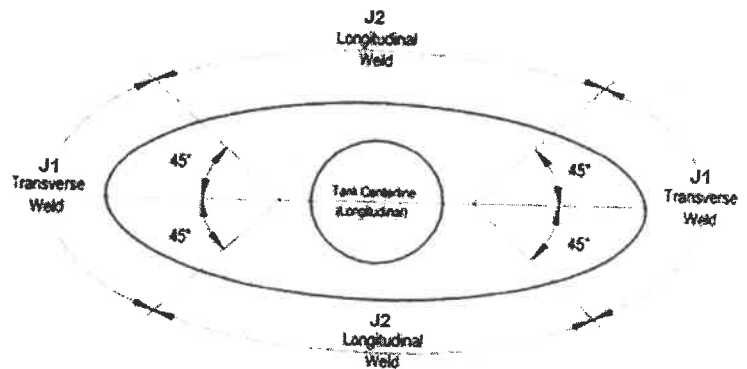 J2
Longitudinal
Weld
J1
Transverse
Weld
45°
45°
Tank Centerline
(Longitudinal)
45°
45°
J1
Transverse
Weld
J2
Longitudinal
Weld